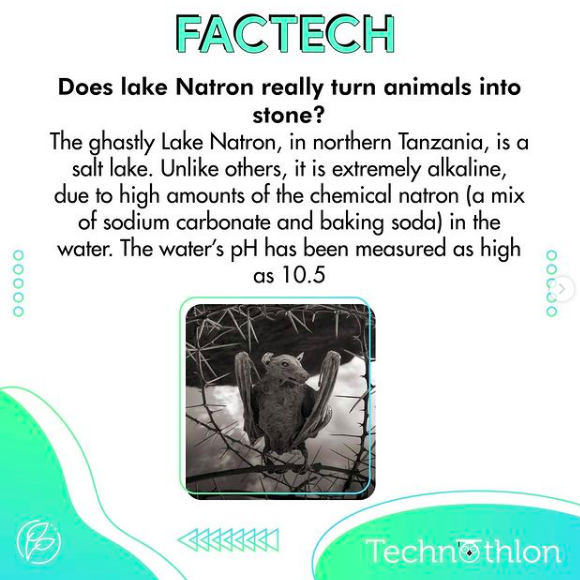 FACTECH
Does lake Natron really turn animals into
stone?
The ghastly Lake Natron, in northern Tanzania, is a
salt lake. Unlike others, it is extremely alkaline,
due to high amounts of the chemical natron (a mix
of sodium carbonate and baking soda) in the
water. The water’s pH has been measured as high
as 10.5
Technothlon